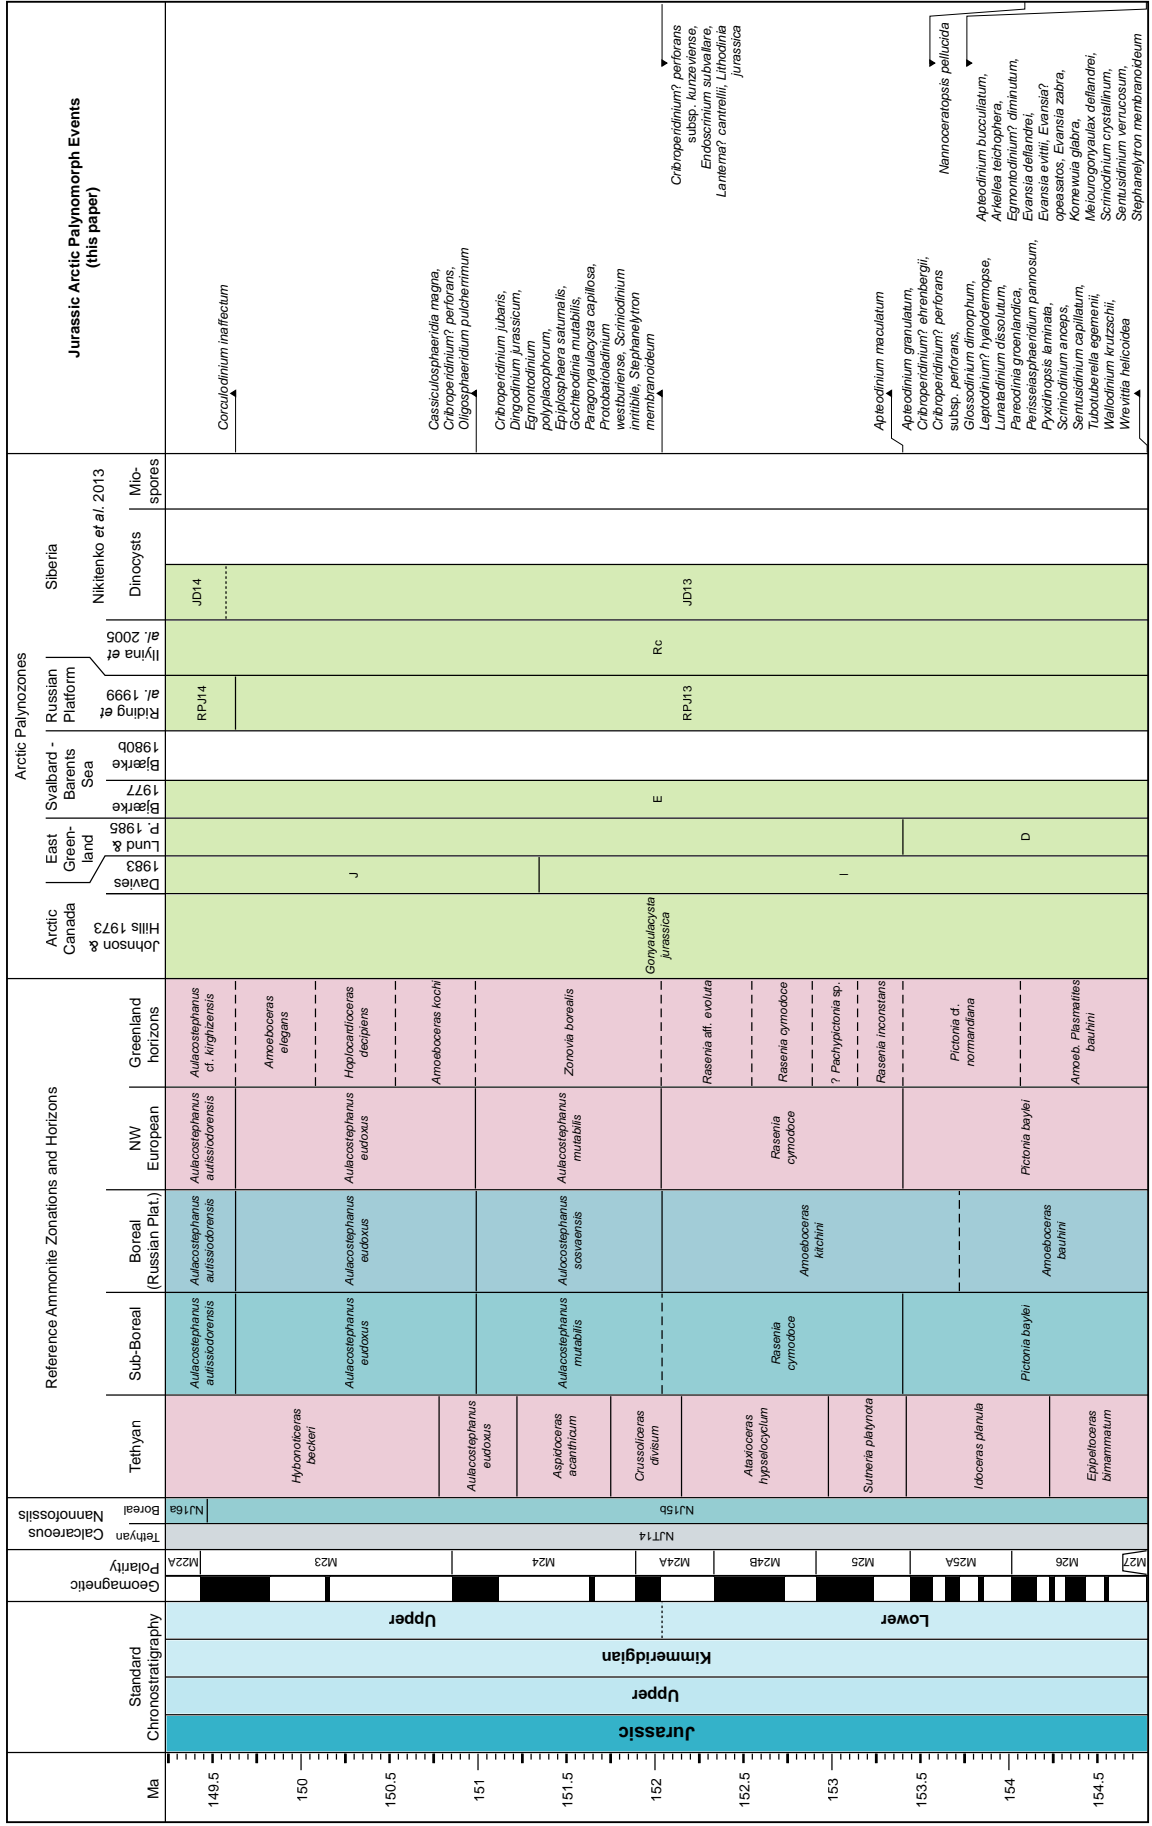 Ma
149.5
150
150.5
151
151.5
152
152.5
153
153.5
154
154.5
Standard
Chronostratigraphy
Jurassic
Upper
Kimmeridgian
Upper
Lower
Geomagnetic
Polarity
M22A
M23
M24
M24A
M24B
M25
M25A
M26
M27
Calcareous
Nannofossils
Tethyan
NJT14
Boreal
NJ16a
NJ15b
Reference Ammonite Zonations and Horizons
Tethyan
Hybonoticeras
beckeri
Aulacostephanus
eudoxus
Aspidoceras
acanthicum
Crussoliceras
divisum
Ataxioceras
hypselocyclum
Sutneria platynota
Idoceras planula
Epipeltoceras
bimammatum
Sub-Boreal
Aulacostephanus
autissiodorensis
Aulacostephanus
eudoxus
Aulacostephanus
mutabilis
Rasenia
cymodoce
Pictonia baylei
Boreal
(Russian Plat.)
Aulacostephanus
autissiodorensis
Aulacostephanus
eudoxus
Aulocostephanus
sosvaensis
Amoeboceras
kitchini
Amoeboceras
bauhini
NW
European
Aulacostephanus
autissiodorensis
Aulacostephanus
eudoxus
Aulacostephanus
mutabilis
Rasenia
cymodoce
Pictonia baylei
Greenland
horizons
Aulacostephanus
cf. kirghizensis
Amoeboceras
elegans
Hoplocardioceras
decipiens
Amoeboceras kochi
Zonovia borealis
Rasenia aff. evoluta
Rasenia cymodoce
? Pachypictonia sp.
Rasenia inconstans
Pictonia cf.
normandiana
Amoeb. Plasmatites
bauhini
Arctic Palynozones
Arctic
Canada
Johnson &
Hills 1973
Gonyaulacysta
jurassica
Davies
1983
J
I
East
Green-
land
Lund &
P. 1985
D
Svalbard -
Barents
Sea
Bjærke
1977
E
Bjærke
1980b
Russian
Platform
Riding et
al. 1999
RPJ14
RPJ13
Ilyina et
al. 2005
Rc
Siberia
Nikitenko et al. 2013
Dinocysts
JD14
JD13
Mio-
spores
Jurassic Arctic Palynomorph Events
(this paper)
Corculodinium inaffectum
Cassiculosphaeridia magna,
Cribroperidinium? perforans,
Oligosphaeridium pulcherrimum
Cribroperidinium jubaris,
Dingodinium jurassicum,
Egmontodinium
polyplacophorum,
Epiplosphaera saturnalis,
Gochteodinia mutabilis,
Paragonyaulacysta capillosa,
Protobatioladinium
westburiense, Scriniodinium
inritibile, Stephanelytron
membranoideum
Cribroperidinium? perforans
subsp. kunzeviense,
Endoscrinium subvallare,
Lanterna? cantrellii, Lithodinia
jurassica
Apteodinium maculatum
Apteodinium granulatum,
Cribroperidinium? ehrenbergii,
Cribroperidinium? perforans
subsp. perforans,
Glossodinium dimorphum,
Leptodinium? hyalodermopse,
Lunatadinium dissolutum,
Pareodinia groenlandica,
Perisseiasphaeridium pannosum,
Pyxidinopsis laminata,
Scriniodinium anceps,
Sentusidinium capillatum,
Tubotuberella egemenii,
Wallodinium krutzschii,
Wrevittia helicoidea
Nannoceratopsis pellucida
Apteodinium bucculiatum,
Arkellea teichophera,
Egmontodinium? diminutum,
Evansia deflandrei,
Evansia evittii, Evansia?
opeasatos, Evansia zabra,
Komewuia glabra,
Meiourogonyaulax deflandrei,
Scriniodinium crystallinum,
Sentusidinium verrucosum,
Stephanelytron membranoideum